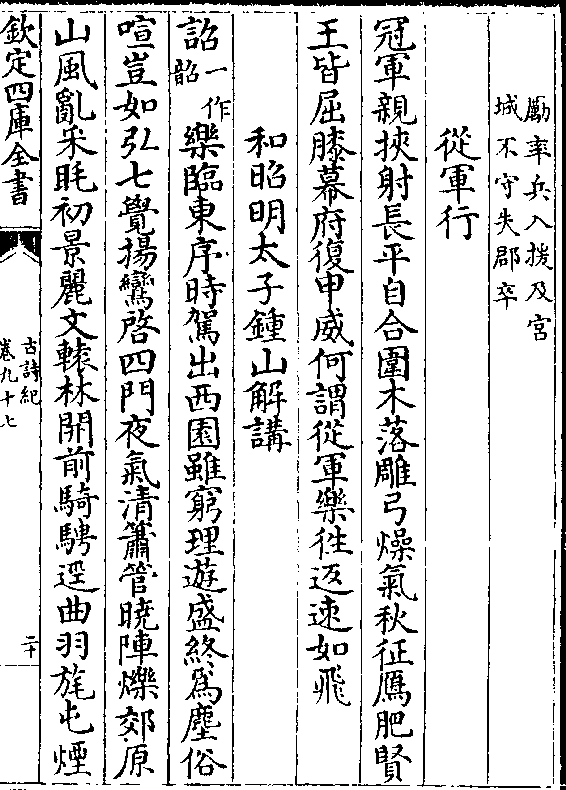 勵率兵入援及宮
城不守失郡卒
從軍行
冠軍親挾射長平自合圍木落雕弓燥氣秋征鴈肥賢
王皆屈膝幕府復申威何謂從軍樂徃返速如飛
和昭明太子鍾山解講
詔一作韶樂臨東序時駕出西園雖窮理遊盛終爲塵俗
喧豈如弘七覺揚鸞啓四門夜氣清簫管曉陣爍郊原
山風亂采眊初景麗文轅林開前騎騁逕曲羽旄屯煙
欽定四庫全書
古詩紀
卷九十七
二十